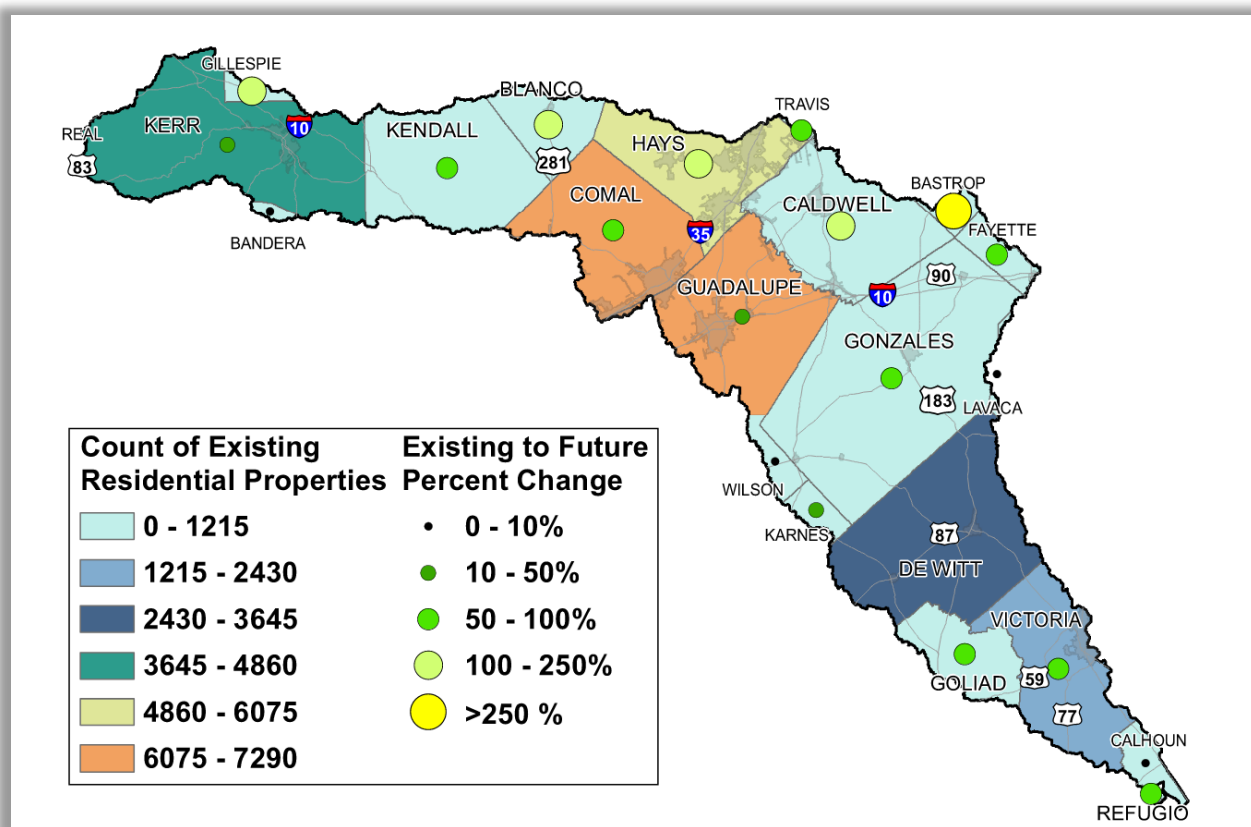 GILLESPIE
BLANCO
TRAVIS
REAL
KERR
10
KENDALL
HAYS
83
281
BASTROP
COMAL
CALDWELL
BANDERA
35
FAYETTE
90
GUADALUPE
10
GONZALES
183
LAVACA
WILSON
KARNES
87
DE WITT
VICTORIA
GOLIAD
59
77
CALHOUN
REFUGIO
Count of Existing
Residential Properties
0 - 1215
1215 - 2430
2430 - 3645
3645 - 4860
4860 - 6075
6075 - 7290
Existing to Future
Percent Change
0 - 10%
10 - 50%
50 - 100%
100 - 250%
>250 %